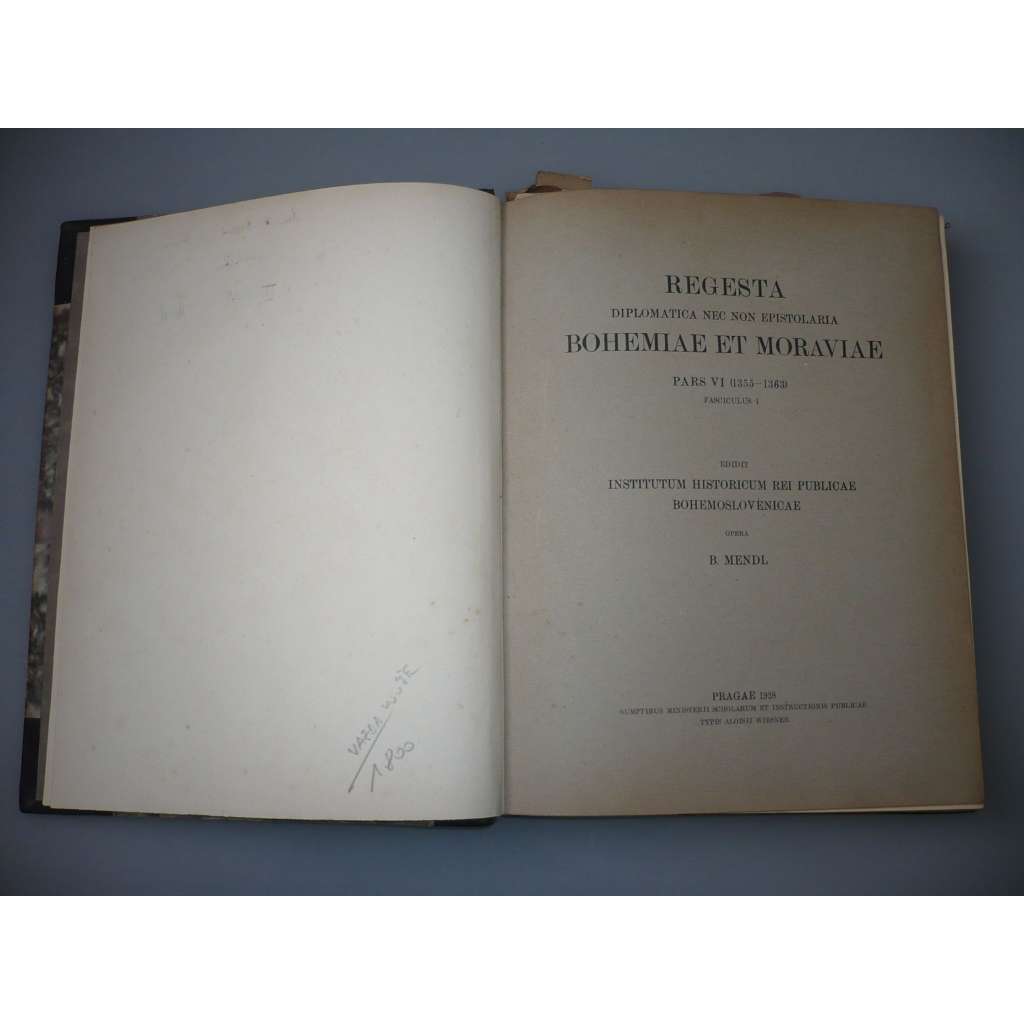 1800
REGESTA
DIPLOMATICA NEC NON EPISTOLARIA
BOHEMIAE ET MORAVIAE
PARS VI (1355—1363)
FASCICULUS 1
EDIDIT
INSTITUTUM HISTORICUM REI PUBLICAE
BOHEMOSLOVENICAE
OPERA
B. MENDL
PRAGAE 1928
SUMPTIBUS MINISTERII SCHOLARUM ET INSTRUCTIONIS PUBLICAE
TYPIS ALOISII WIESNER